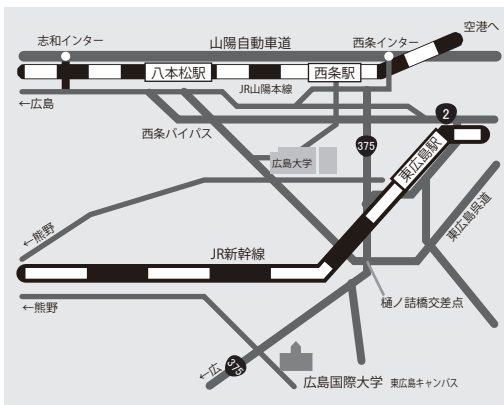 空港へ
志和インター
山陽自動車道
西条インター
八本松駅
西条駅
JR山陽本線
←広島
2
西条バイパス
375
東広島駅
広島大学
東広島呉道
←熊野
JR新幹線
←熊野
樋ノ詰橋交差点
←広
375
広島国際大学 東広島キャンパス